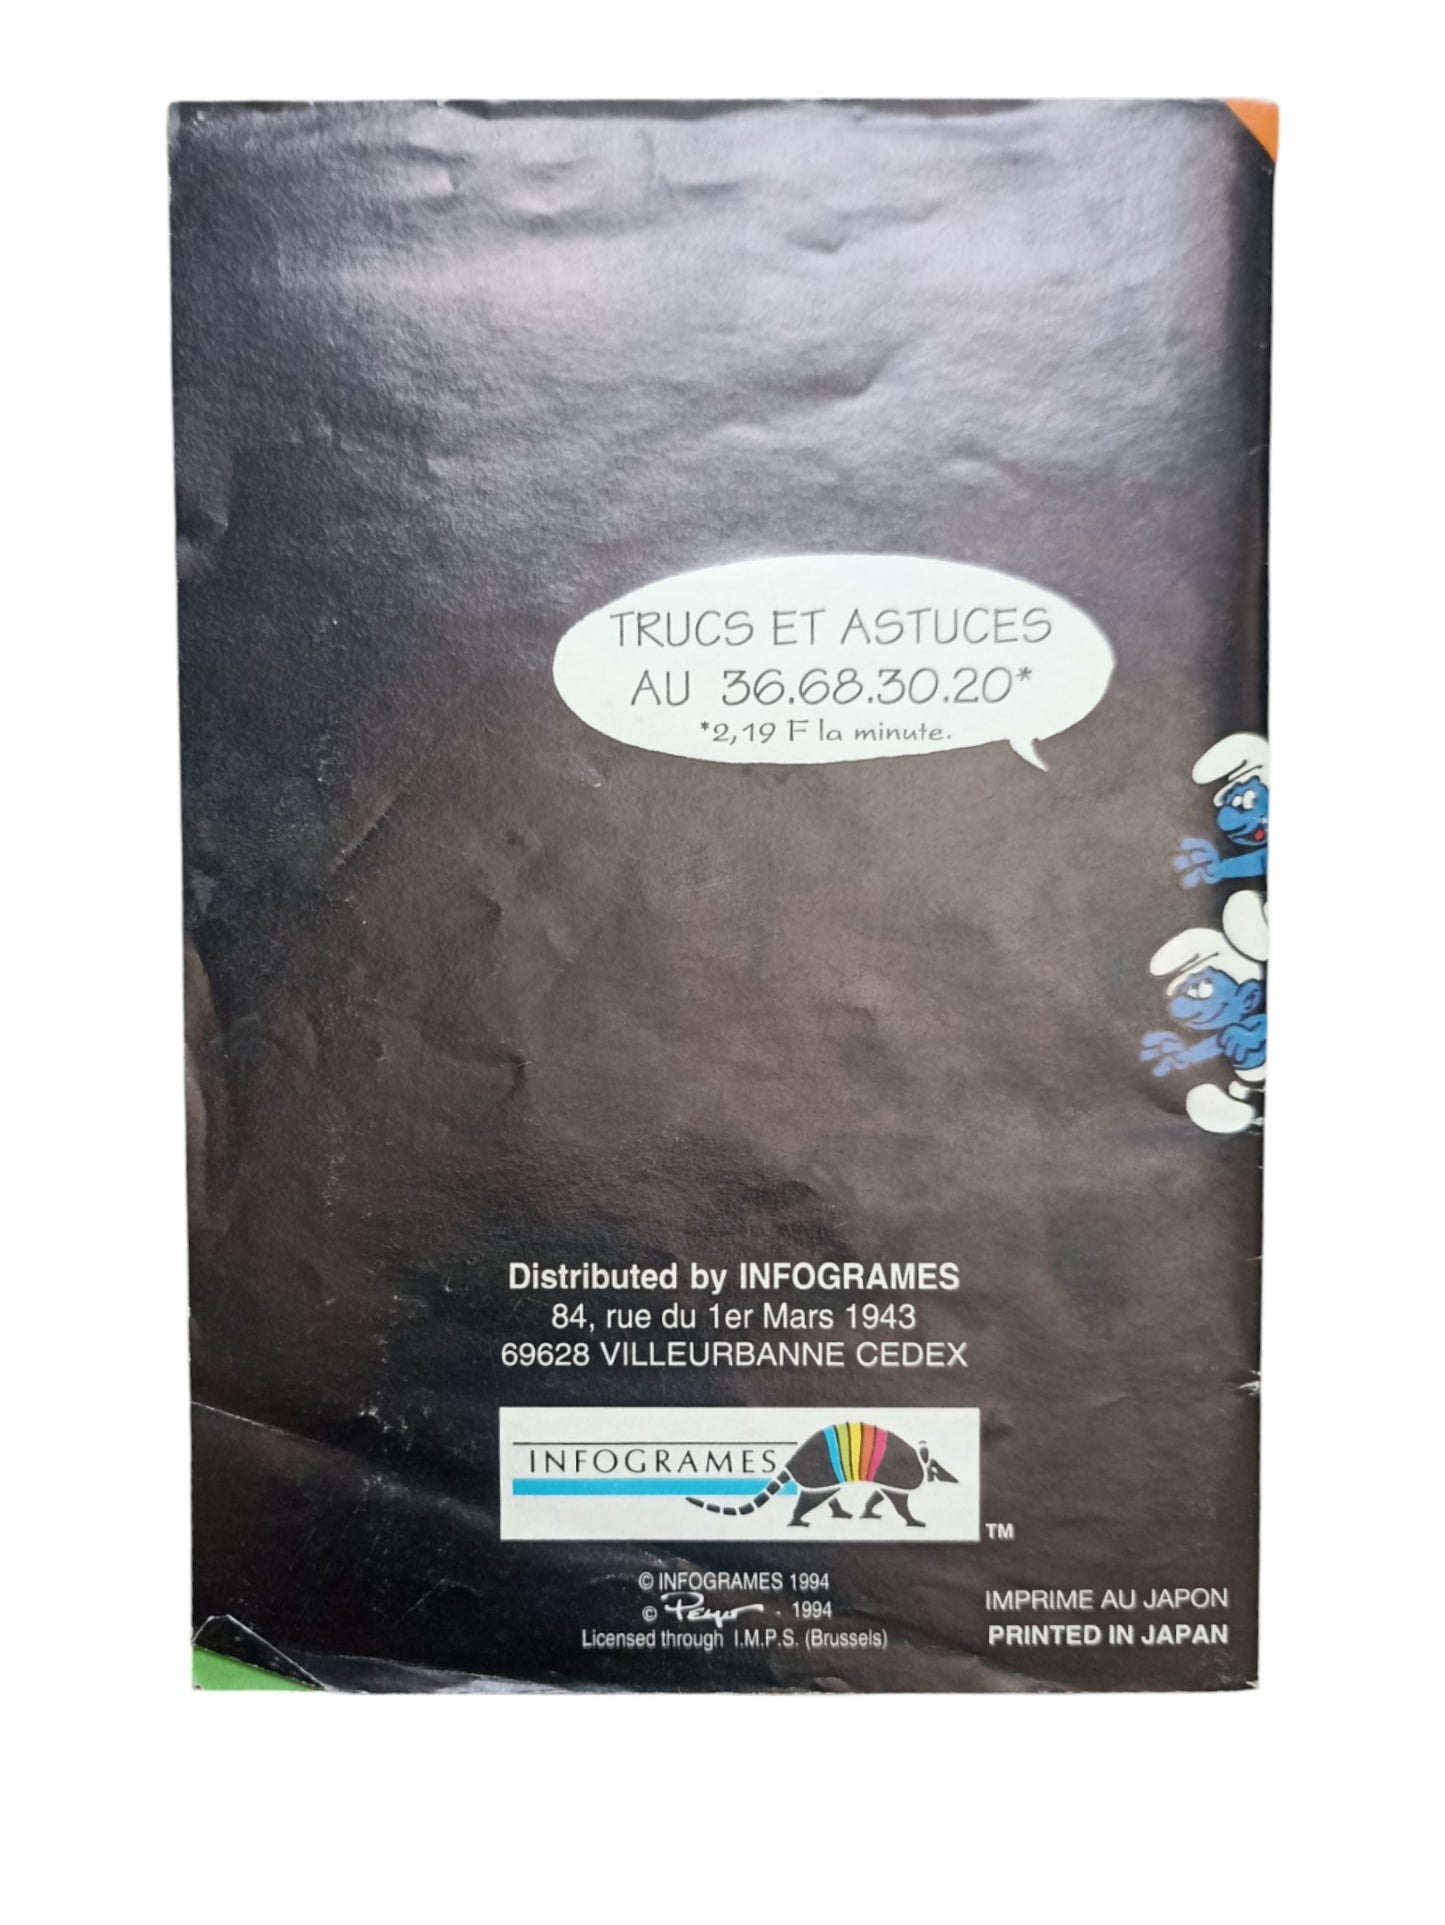 TRUCS ET ASTUCES
AU 36.68.30.20*
*2,19 F la minute.
Distributed by INFOGRAMES
84, rue du 1er Mars 1943
69628 VILLEURBANNE CEDEX
INFOGRAMES
TM
© INFOGRAMES 1994
© Peyo - 1994
Licensed through I.M.P.S. (Brussels)
IMPRIME AU JAPON
PRINTED IN JAPAN